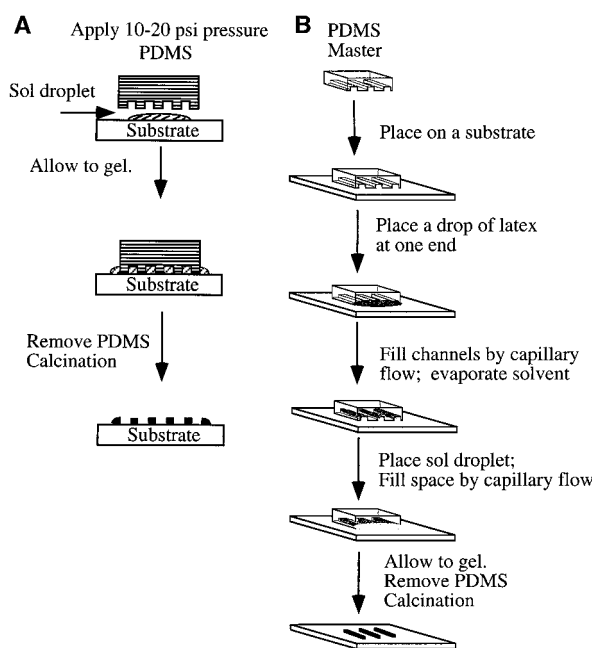 A
Apply 10-20 psi pressure
PDMS
Sol droplet
Substrate
Allow to gel.
Substrate
Remove PDMS
Calcination
Substrate
B
PDMS
Master
Place on a substrate
Place a drop of latex
at one end
Fill channels by capillary
flow; evaporate solvent
Place sol droplet;
Fill space by capillary flow
Allow to gel.
Remove PDMS
Calcination